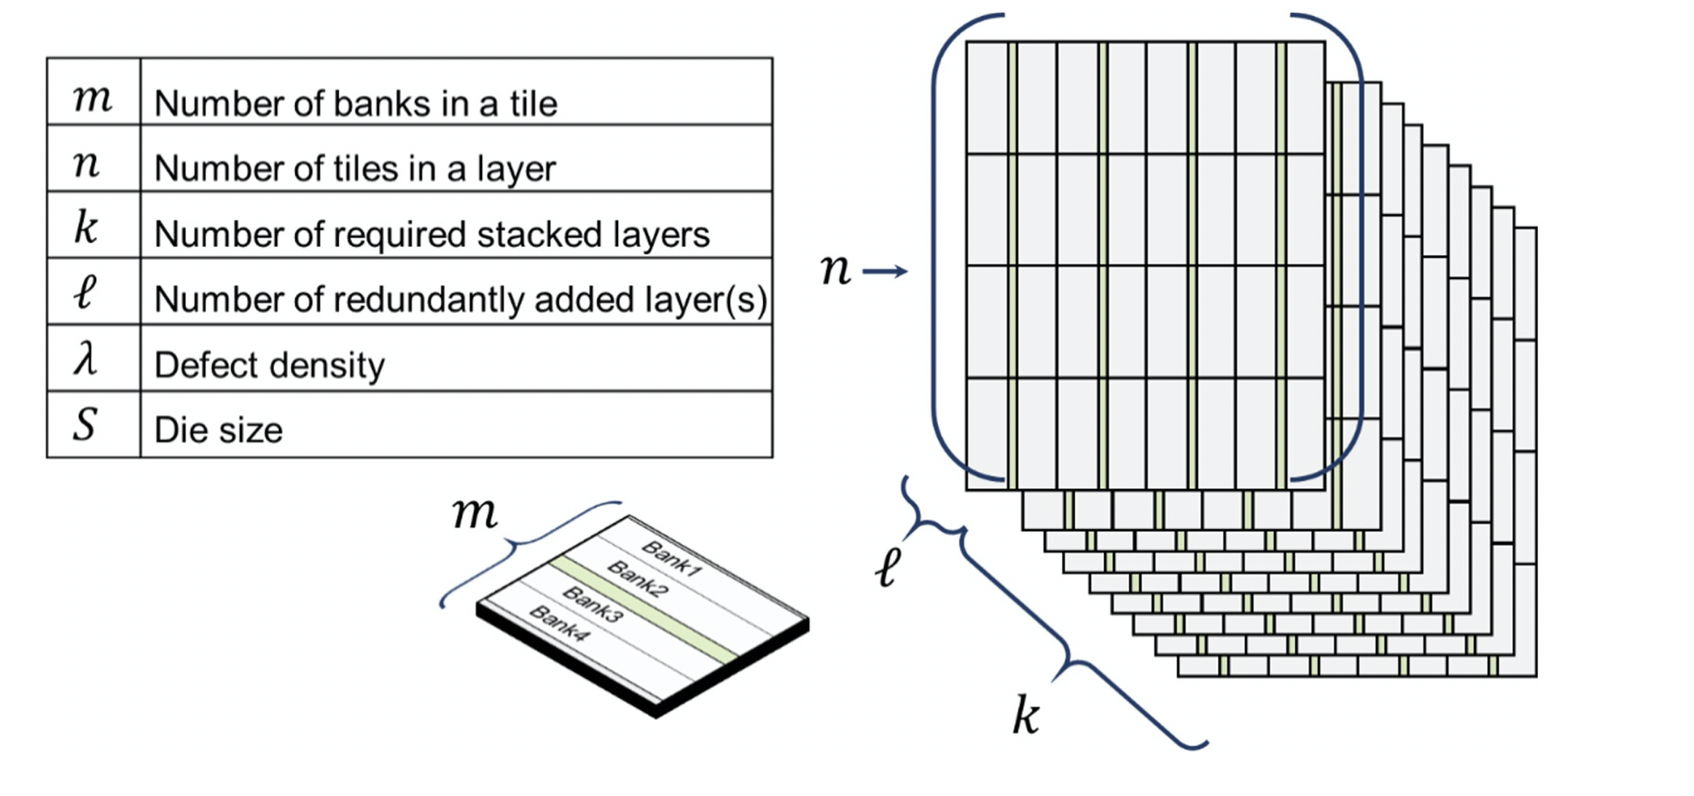 m Number of banks in a tile
n Number of tiles in a layer
k Number of required stacked layers
ℓ Number of redundantly added layer(s)
λ Defect density
S Die size
m
Bank1
Bank2
Bank3
Bank4
n
ℓ
k